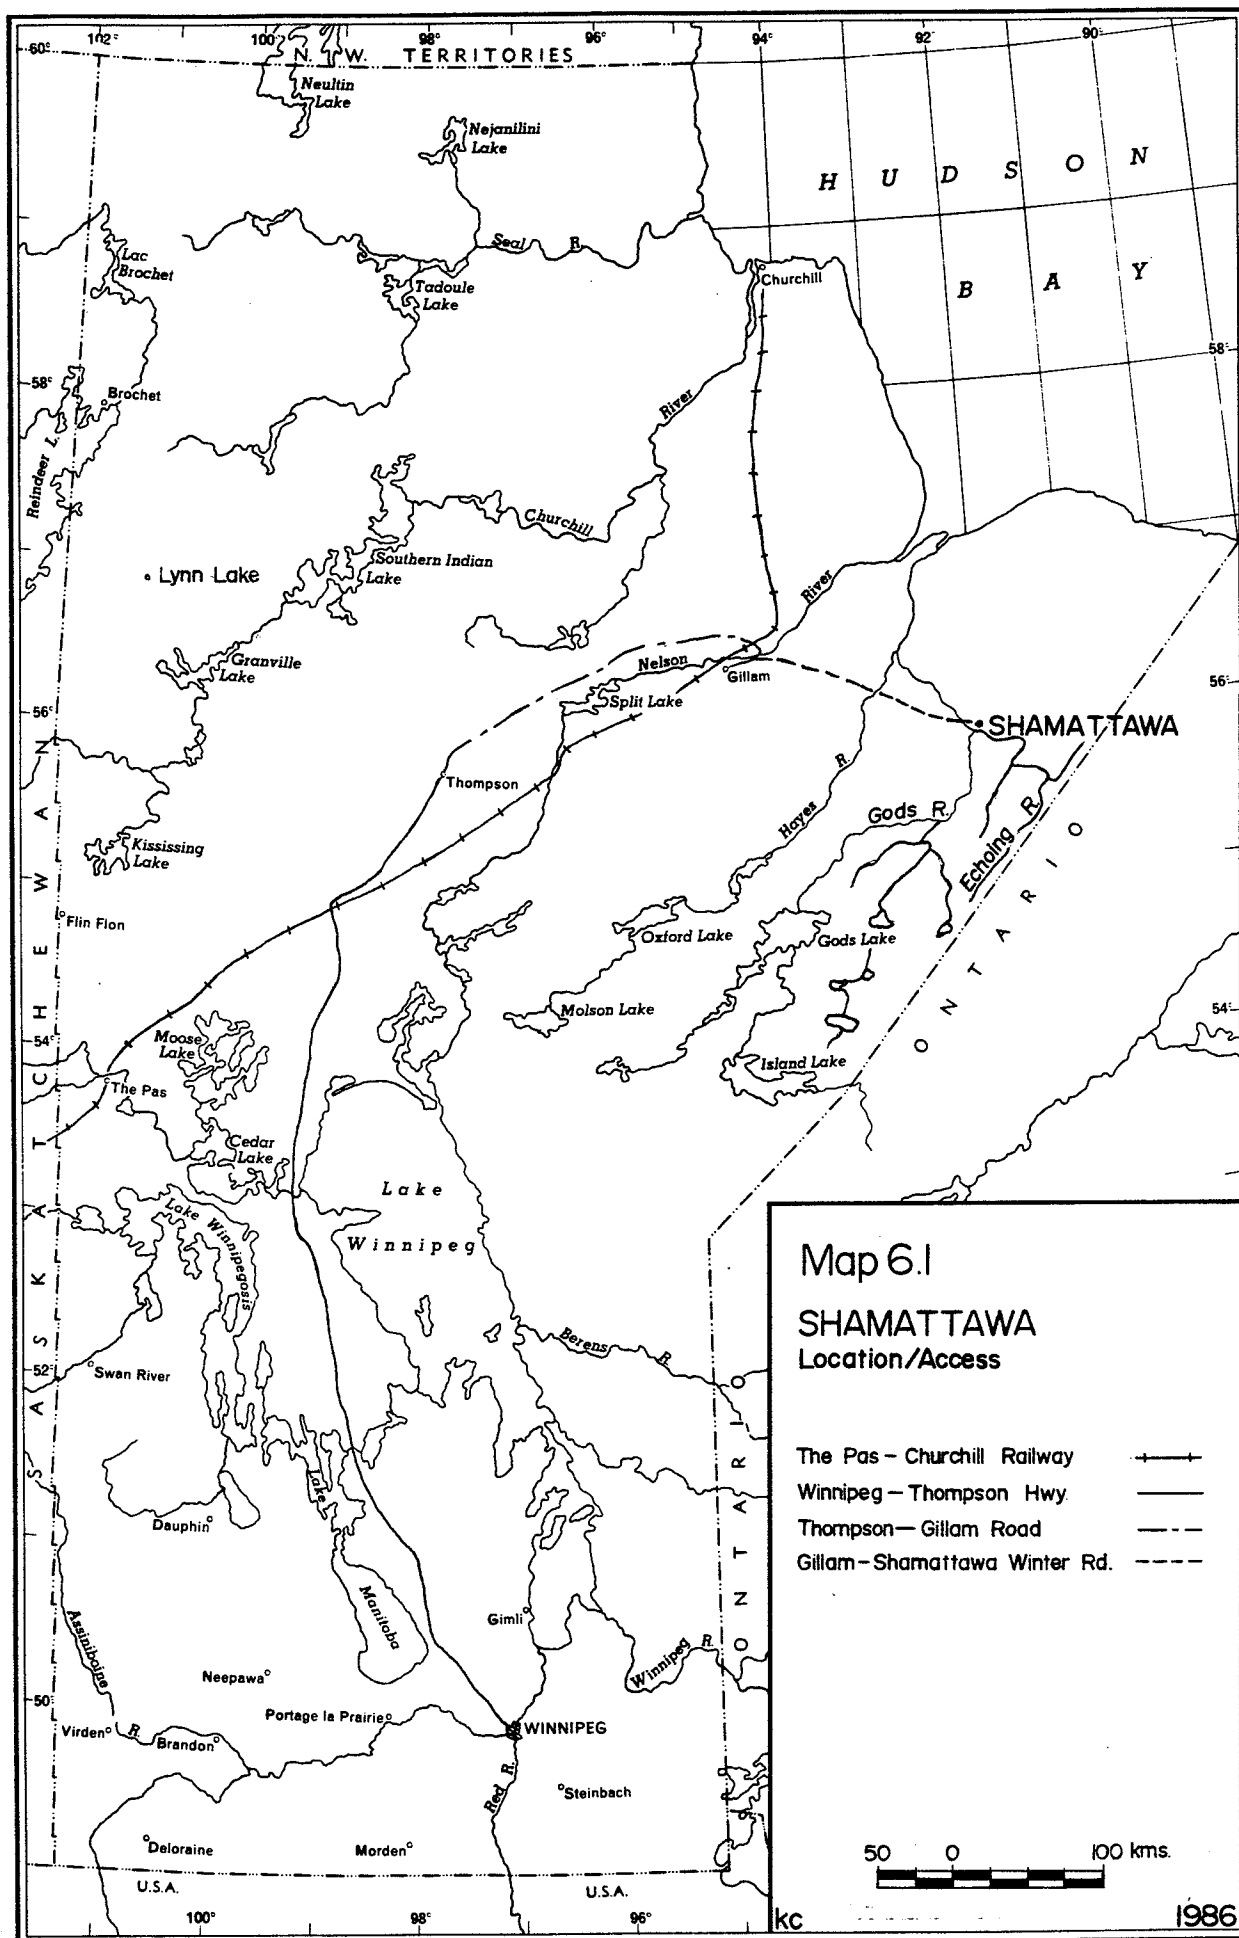 102° 100° 98° 96° 94° 92° 90°
60°
N. W. TERRITORIES
Neultin
Lake
Nejanilini
Lake
H U D S O N
B A Y
Lac
Brochet
Seal R.
Tadoule
Lake
Churchill
58°
58°
Brochet
River
Reindeer L.
Churchill
Southern Indian
Lake
Lynn Lake
River
Granville
Lake
Nelson
Gillam
56°
56°
Split Lake
SHAMATTAWA
Thompson
Hayes R.
Gods R.
Echoing R.
Kississing
Lake
Flin Flon
Oxford Lake
Gods Lake
O N T A R I O
Molson Lake
54°
54°
Moose
Lake
Island Lake
The Pas
Cedar
Lake
S A S K A T C H E W A N
Lake
Winnipeg
Lake Winnipegosis
Berens R.
52°
Swan River
Lake
Manitoba
Dauphin
O N T A R I O
Gimli
Assiniboine R.
Neepawa
Winnipeg R.
50°
Portage la Prairie
Virden
Brandon
WINNIPEG
Red R.
Steinbach
Deloraine
Morden
U.S.A.
U.S.A.
100° 98° 96°
Map 6.1
SHAMATTAWA
Location/Access
The Pas – Churchill Railway
Winnipeg – Thompson Hwy.
Thompson – Gillam Road
Gillam-Shamattawa Winter Rd.
50 0 100 kms.
kc
1986